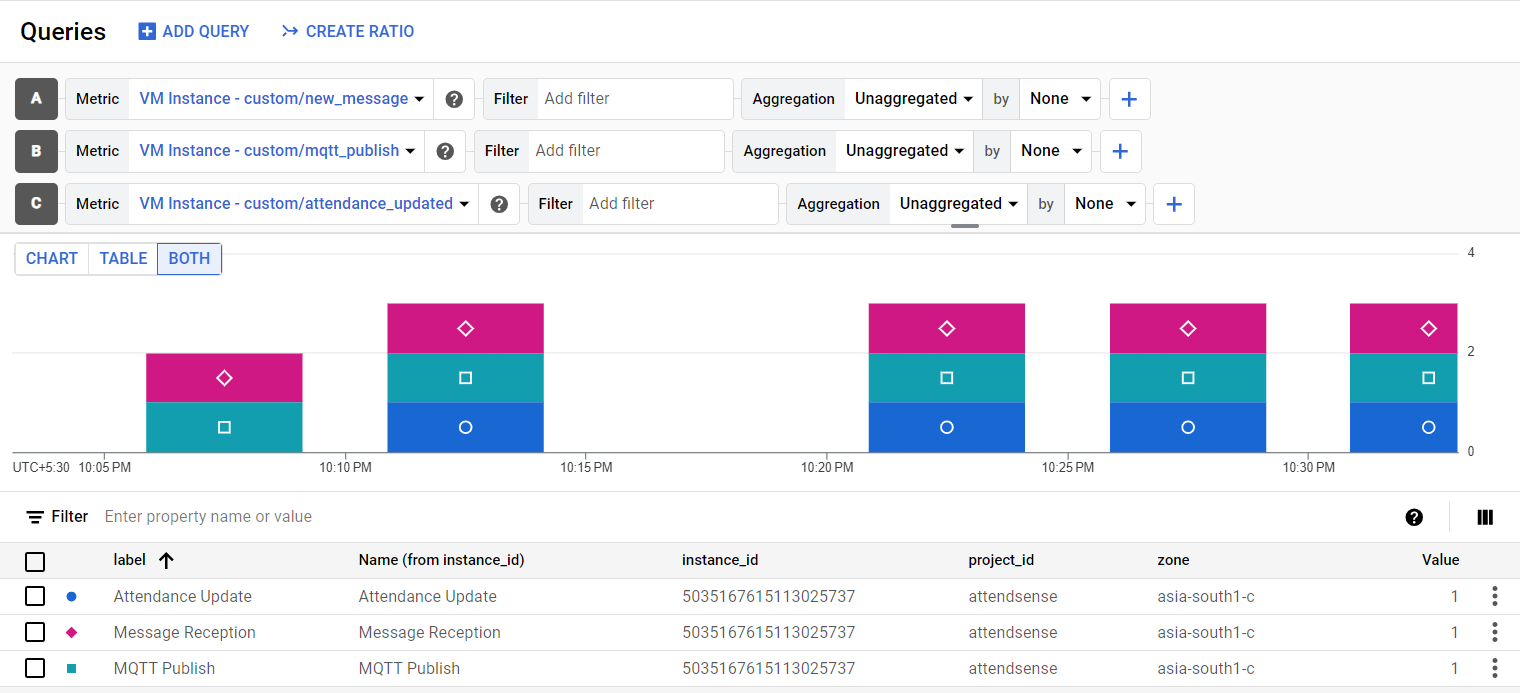 Queries ADD QUERY CREATE RATIO
A Metric VM Instance - custom/new_message ? Filter Add filter Aggregation Unaggregated by None +
B Metric VM Instance - custom/mqtt_publish ? Filter Add filter Aggregation Unaggregated by None +
C Metric VM Instance - custom/attendance_updated ? Filter Add filter Aggregation Unaggregated by None +
CHART TABLE BOTH
4
2
0
UTC+5:30 10:05 PM 10:10 PM 10:15 PM 10:20 PM 10:25 PM 10:30 PM
Filter Enter property name or value ?
label Name (from instance_id) instance_id project_id zone Value
Attendance Update Attendance Update 5035167615113025737 attendsense asia-south1-c 1
Message Reception Message Reception 5035167615113025737 attendsense asia-south1-c 1
MQTT Publish MQTT Publish 5035167615113025737 attendsense asia-south1-c 1